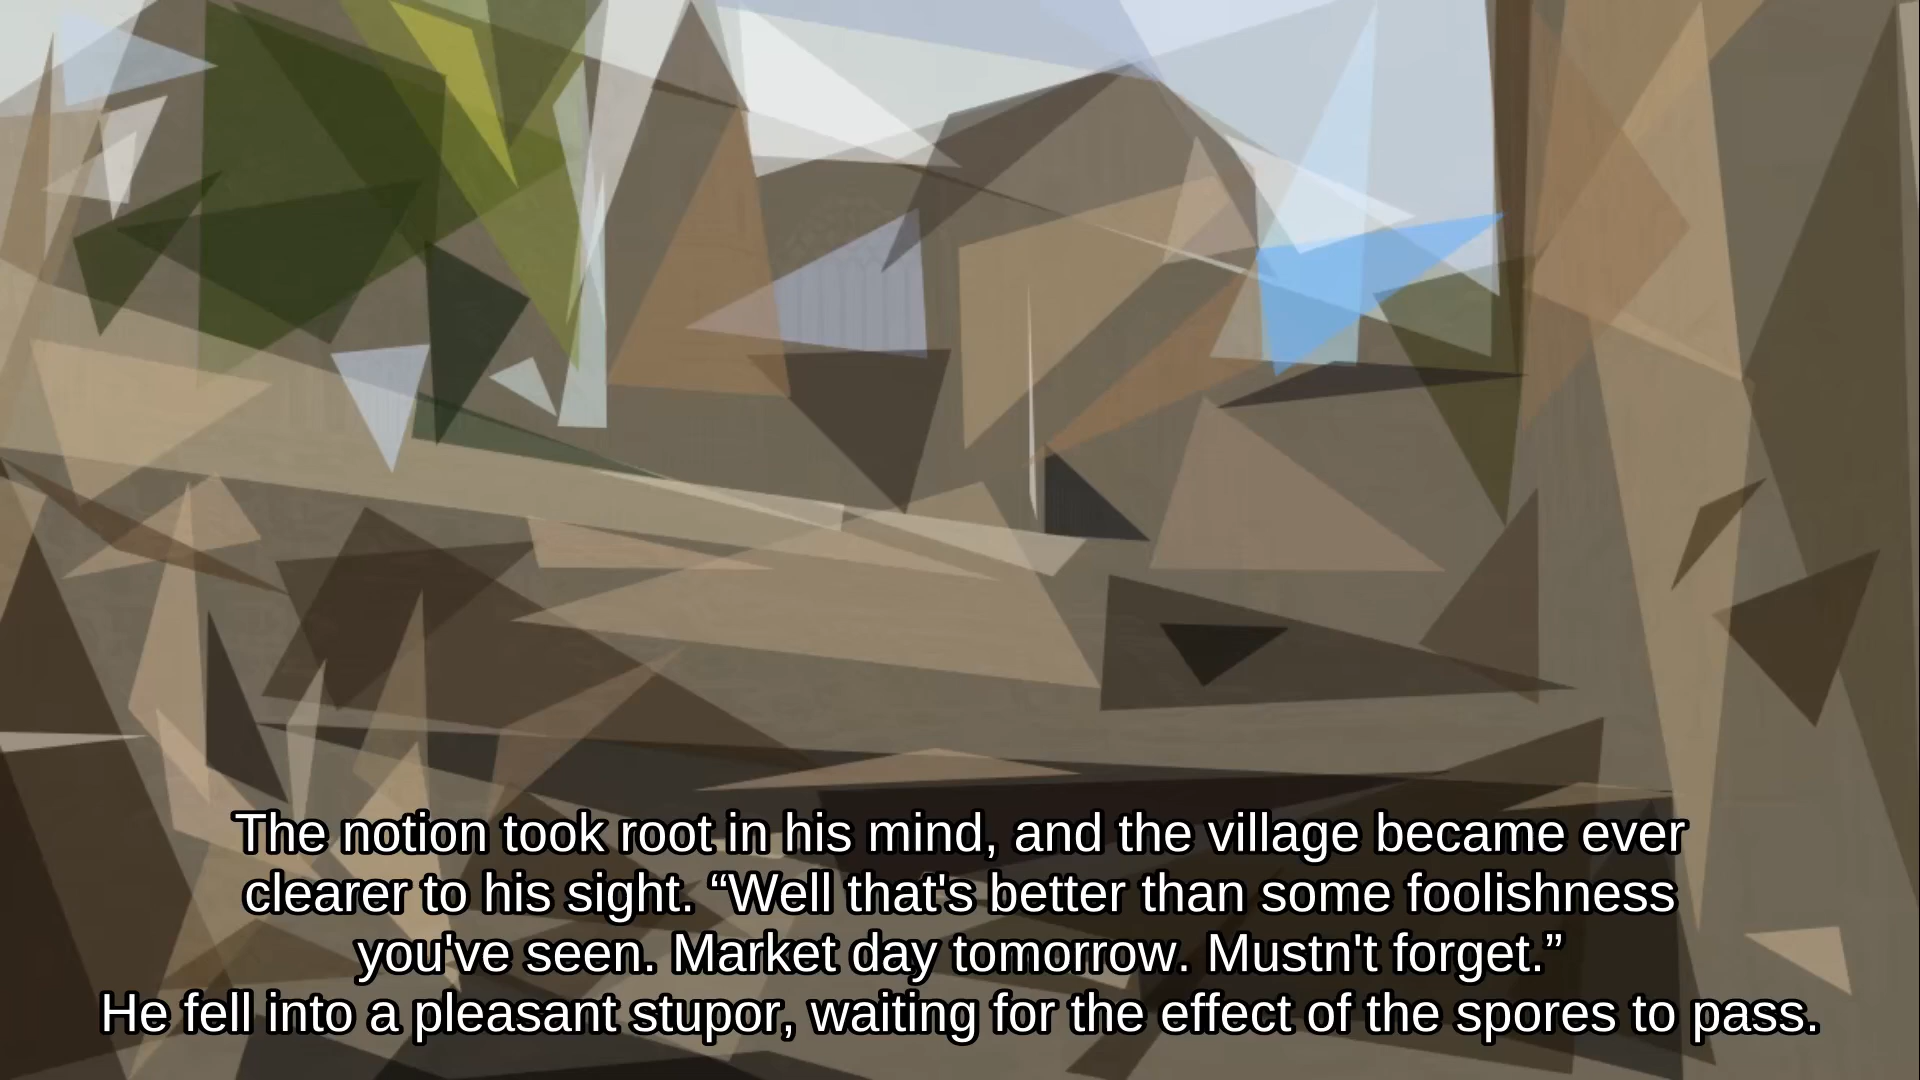 The notion took root in his mind, and the village became ever
clearer to his sight. “Well that's better than some foolishness
you've seen. Market day tomorrow. Mustn't forget.”
He fell into a pleasant stupor, waiting for the effect of the spores to pass.